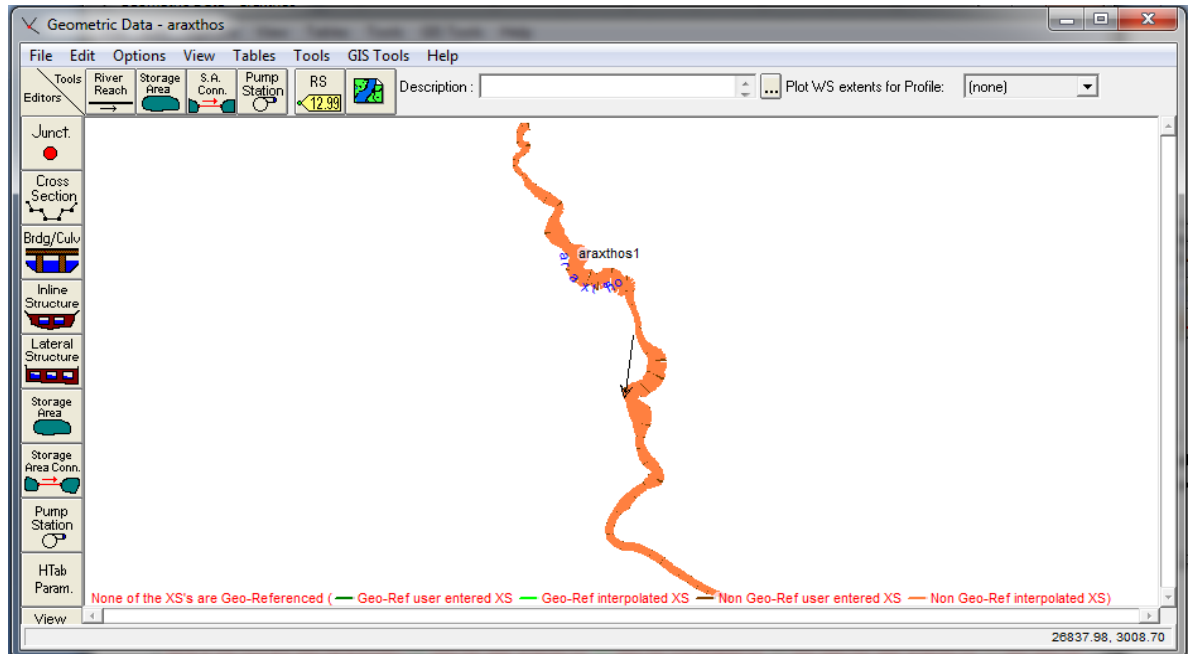 Geometric Data - araxthos
File Edit Options View Tables Tools GIS Tools Help
Tools
Editors
River
Reach
Storage
Area
S.A.
Conn.
Pump
Station
RS
12.99
Description :
...
Plot WS extents for Profile:
(none)
Junct.
Cross
Section
Brdg/Culv
Inline
Structure
Lateral
Structure
Storage
Area
Storage
Area Conn.
Pump
Station
HTab
Param.
View
araxthos1
None of the XS's are Geo-Referenced ( Geo-Ref user entered XS Geo-Ref interpolated XS Non Geo-Ref user entered XS Non Geo-Ref interpolated XS)
26837.98, 3008.70